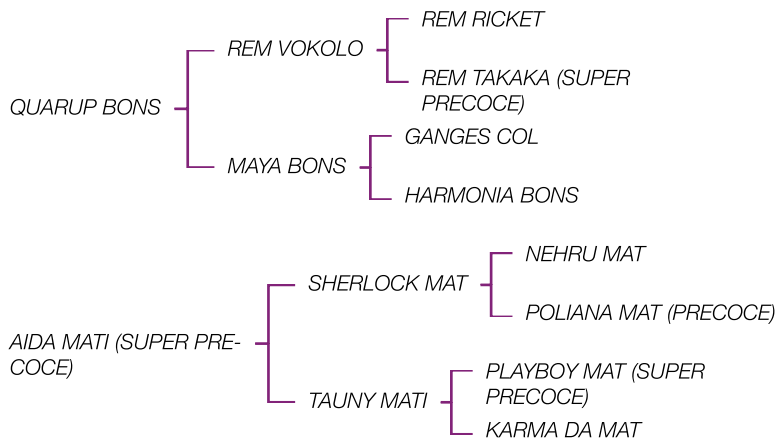 REM RICKET
REM VOKOLO
REM TAKAKA (SUPER
PRECOCE)
QUARUP BONS
GANGES COL
MAYA BONS
HARMONIA BONS
NEHRU MAT
SHERLOCK MAT
POLIANA MAT (PRECOCE)
AIDA MATI (SUPER PRE-
COCE)
PLAYBOY MAT (SUPER
PRECOCE)
TAUNY MATI
KARMA DA MAT